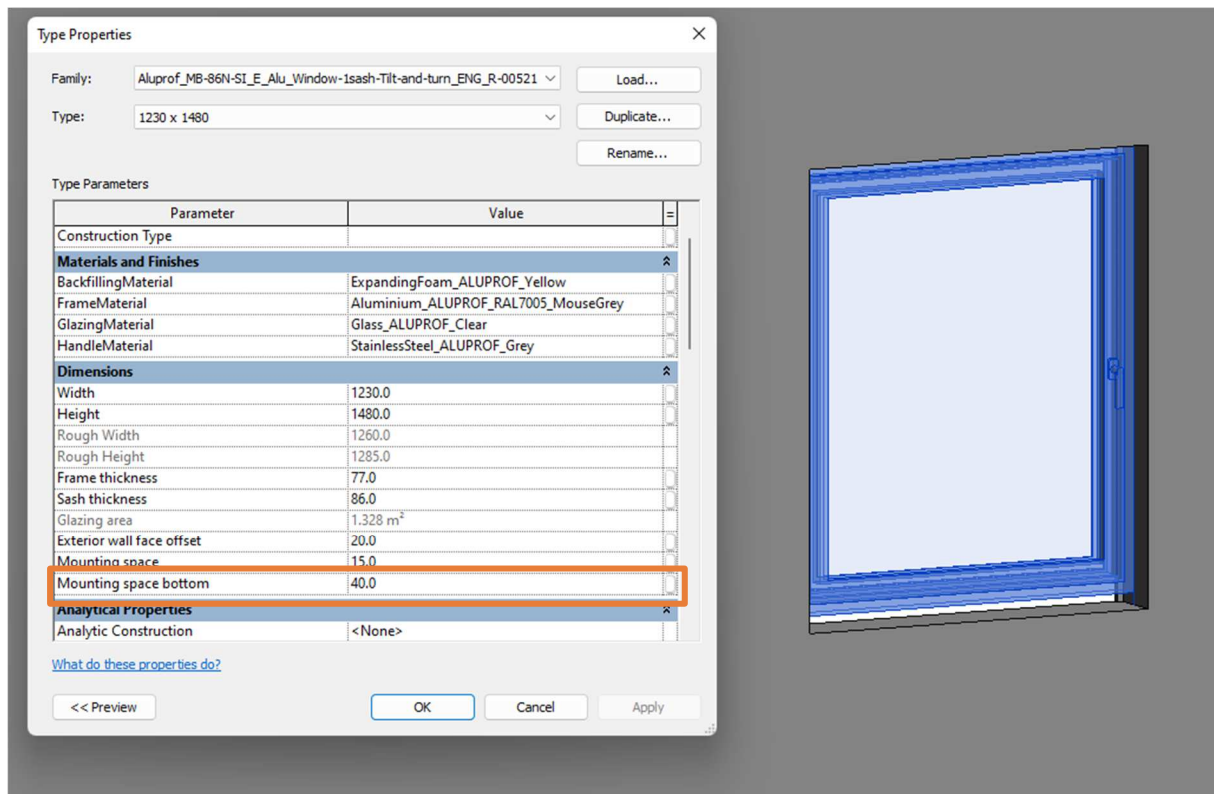 Type Properties
Family: Aluprof_MB-86N-SI_E_Alu_Window-1sash-Tilt-and-turn_ENG_R-00521 Load...
Type: 1230 x 1480 Duplicate...
Rename...
Type Parameters
Parameter Value =
Construction Type
Materials and Finishes
BackfillingMaterial ExpandingFoam_ALUPROF_Yellow
FrameMaterial Aluminium_ALUPROF_RAL7005_MouseGrey
GlazingMaterial Glass_ALUPROF_Clear
HandleMaterial StainlessSteel_ALUPROF_Grey
Dimensions
Width 1230.0
Height 1480.0
Rough Width 1260.0
Rough Height 1285.0
Frame thickness 77.0
Sash thickness 86.0
Glazing area 1.328 m²
Exterior wall face offset 20.0
Mounting space 15.0
Mounting space bottom 40.0
Analytical Properties
Analytic Construction <None>
What do these properties do?
<< Preview OK Cancel Apply